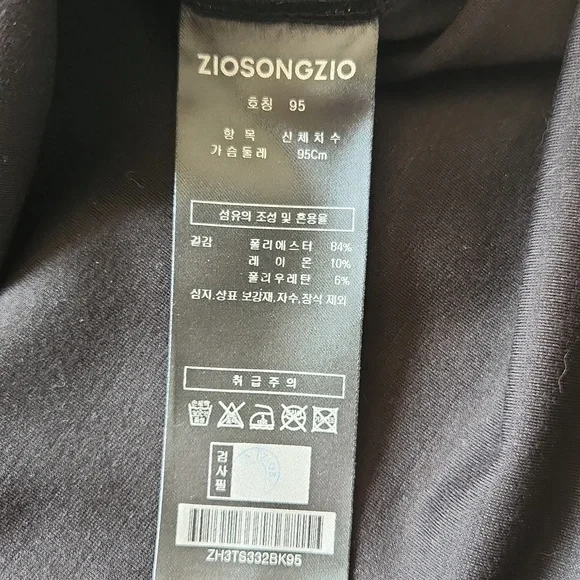 ZIOSONGZIO
호칭 95
항 목 신체치수
가슴둘레 95Cm
섬유의 조성 및 혼용율
겉감 폴리에스터 84%
레 이 온 10%
폴리우레탄 6%
심지,상표 보강재,자수,장식 제외
취 급 주 의
손세탁
검사필
ZH3TS332BK95